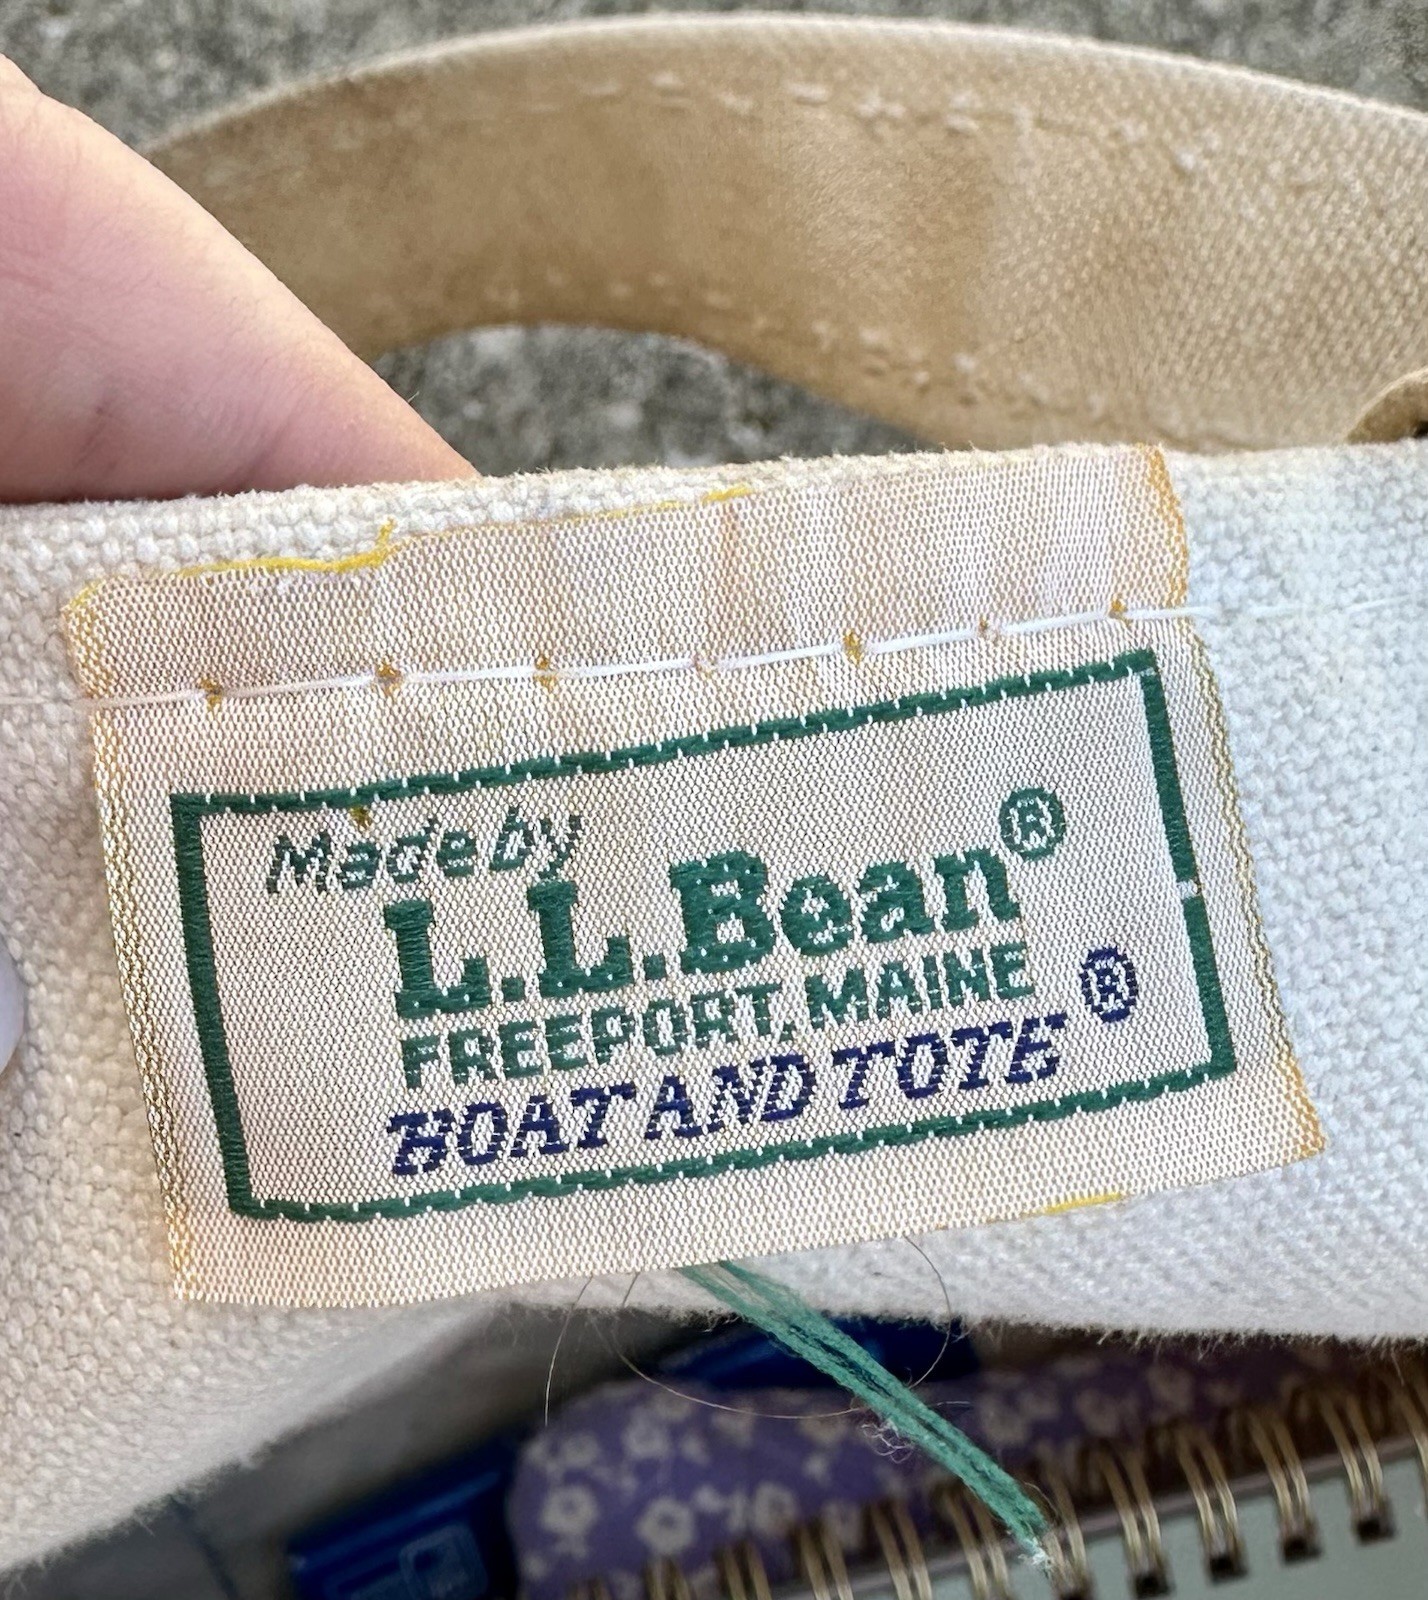 Made by
L.L.Bean®
FREEPORT, MAINE
BOAT AND TOTE®